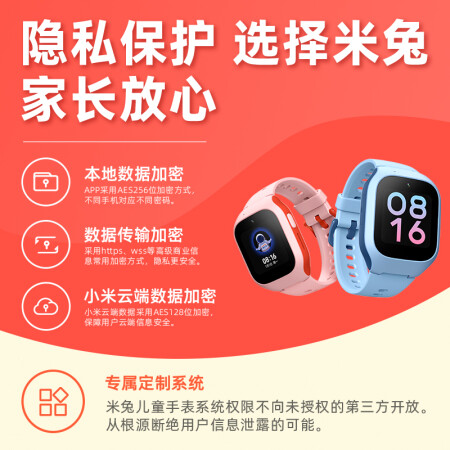 隐私保护 选择米兔
家长放心
本地数据加密
APP采用AES256位加密方式，
不同手机对应不同密码。
数据传输加密
采用https、wss等高级商业信
息常用加密方式，隐私更安全。
小米云端数据加密
小米云端数据采用AES128位加密，
保障用户云端信息安全。
08:16
08
16
专属定制系统
米兔儿童手表系统权限不向未授权的第三方开放。
从根源断绝用户信息泄露的可能。